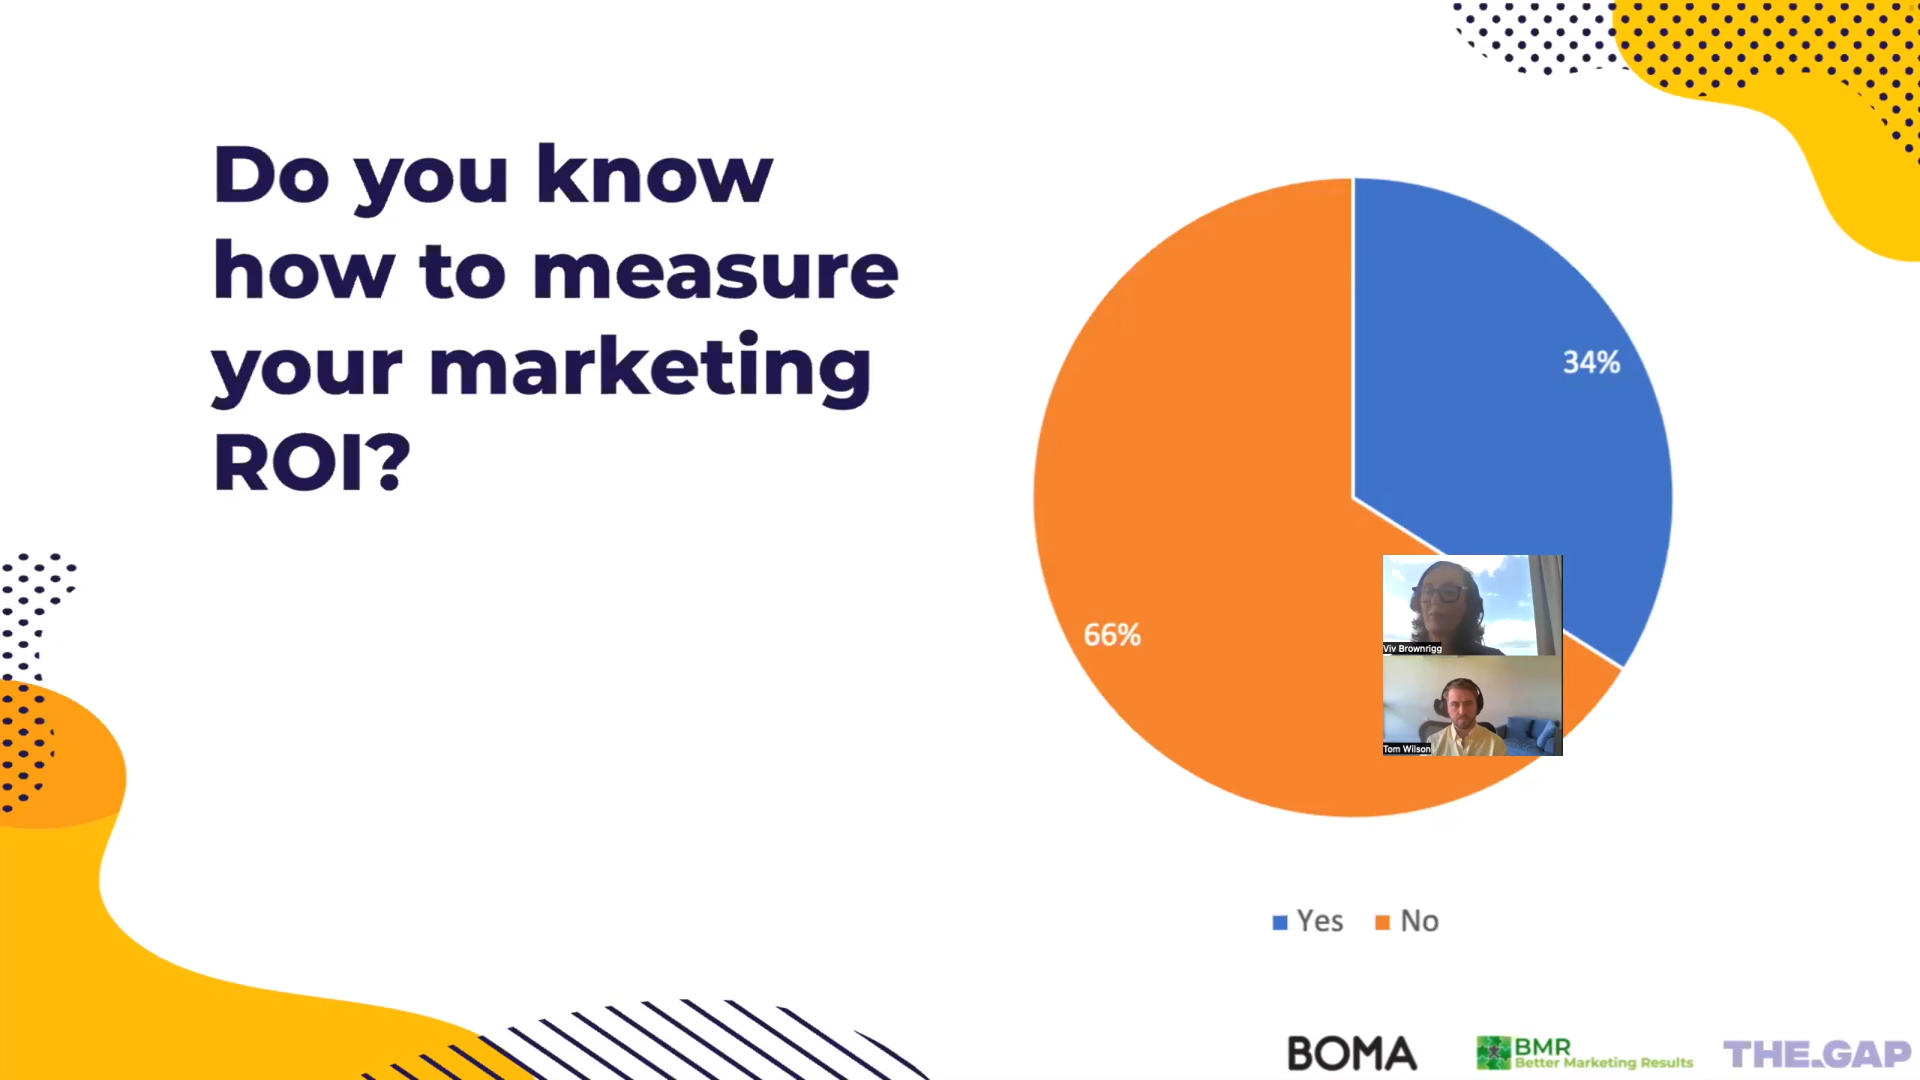 Do you know
how to measure
your marketing
ROI?
34%
66%
Viv Brownrigg
Tom Wilson
Yes
No
BOMA
BMR
Better Marketing Results
THE.GAP